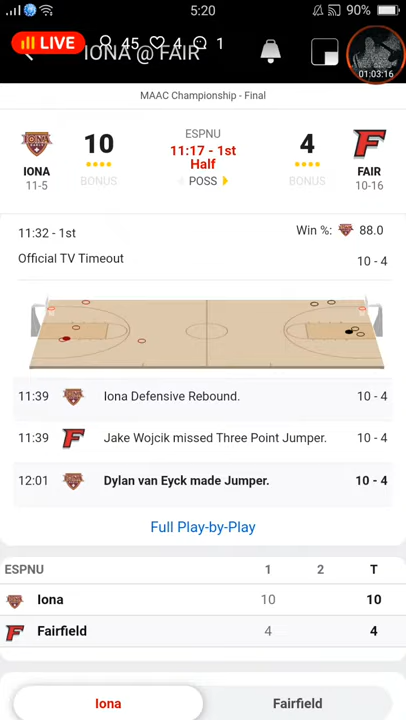 5:20
90%
LIVE
45 4 1
IONA @ FAIR
01:03:16
MAAC Championship - Final
IONA
11-5
10
BONUS
ESPNU
11:17 - 1st
Half
POSS
4
BONUS
FAIR
10-16
11:32 - 1st
Win %: 88.0
Official TV Timeout
10 - 4
11:39 Iona Defensive Rebound. 10 - 4
11:39 Jake Wojcik missed Three Point Jumper. 10 - 4
12:01 Dylan van Eyck made Jumper. 10 - 4
Full Play-by-Play
ESPNU 1 2 T
Iona 10 10
Fairfield 4 4
Iona Fairfield